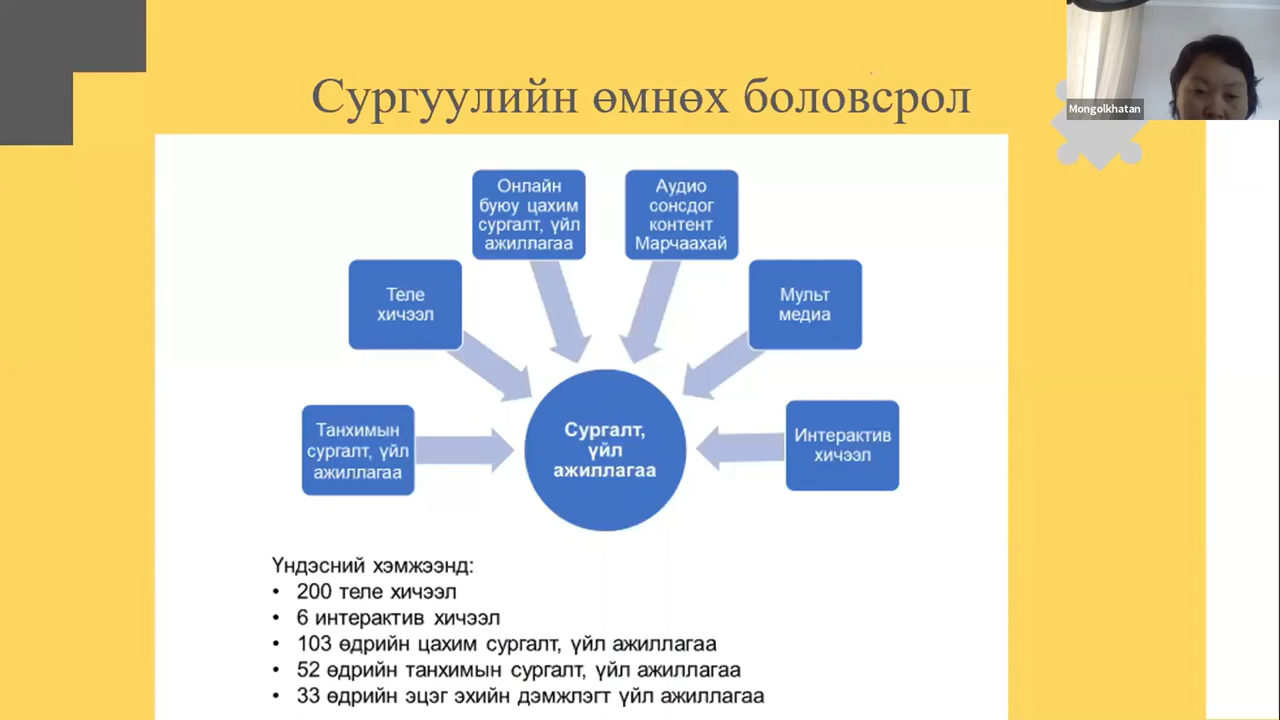 Сургуулийн өмнөх боловсрол
Mongolkhatan
Онлайн
буюу цахим
сургалт, үйл
ажиллагаа
Аудио
сонсдог
контент
Марчаахай
Теле
хичээл
Мульт
медиа
Танхимын
сургалт, үйл
ажиллагаа
Сургалт,
үйл
ажиллагаа
Интерактив
хичээл
Үндэсний хэмжээнд:
• 200 теле хичээл
• 6 интерактив хичээл
• 103 өдрийн цахим сургалт, үйл ажиллагаа
• 52 өдрийн танхимын сургалт, үйл ажиллагаа
• 33 өдрийн эцэг эхийн дэмжлэгт үйл ажиллагаа